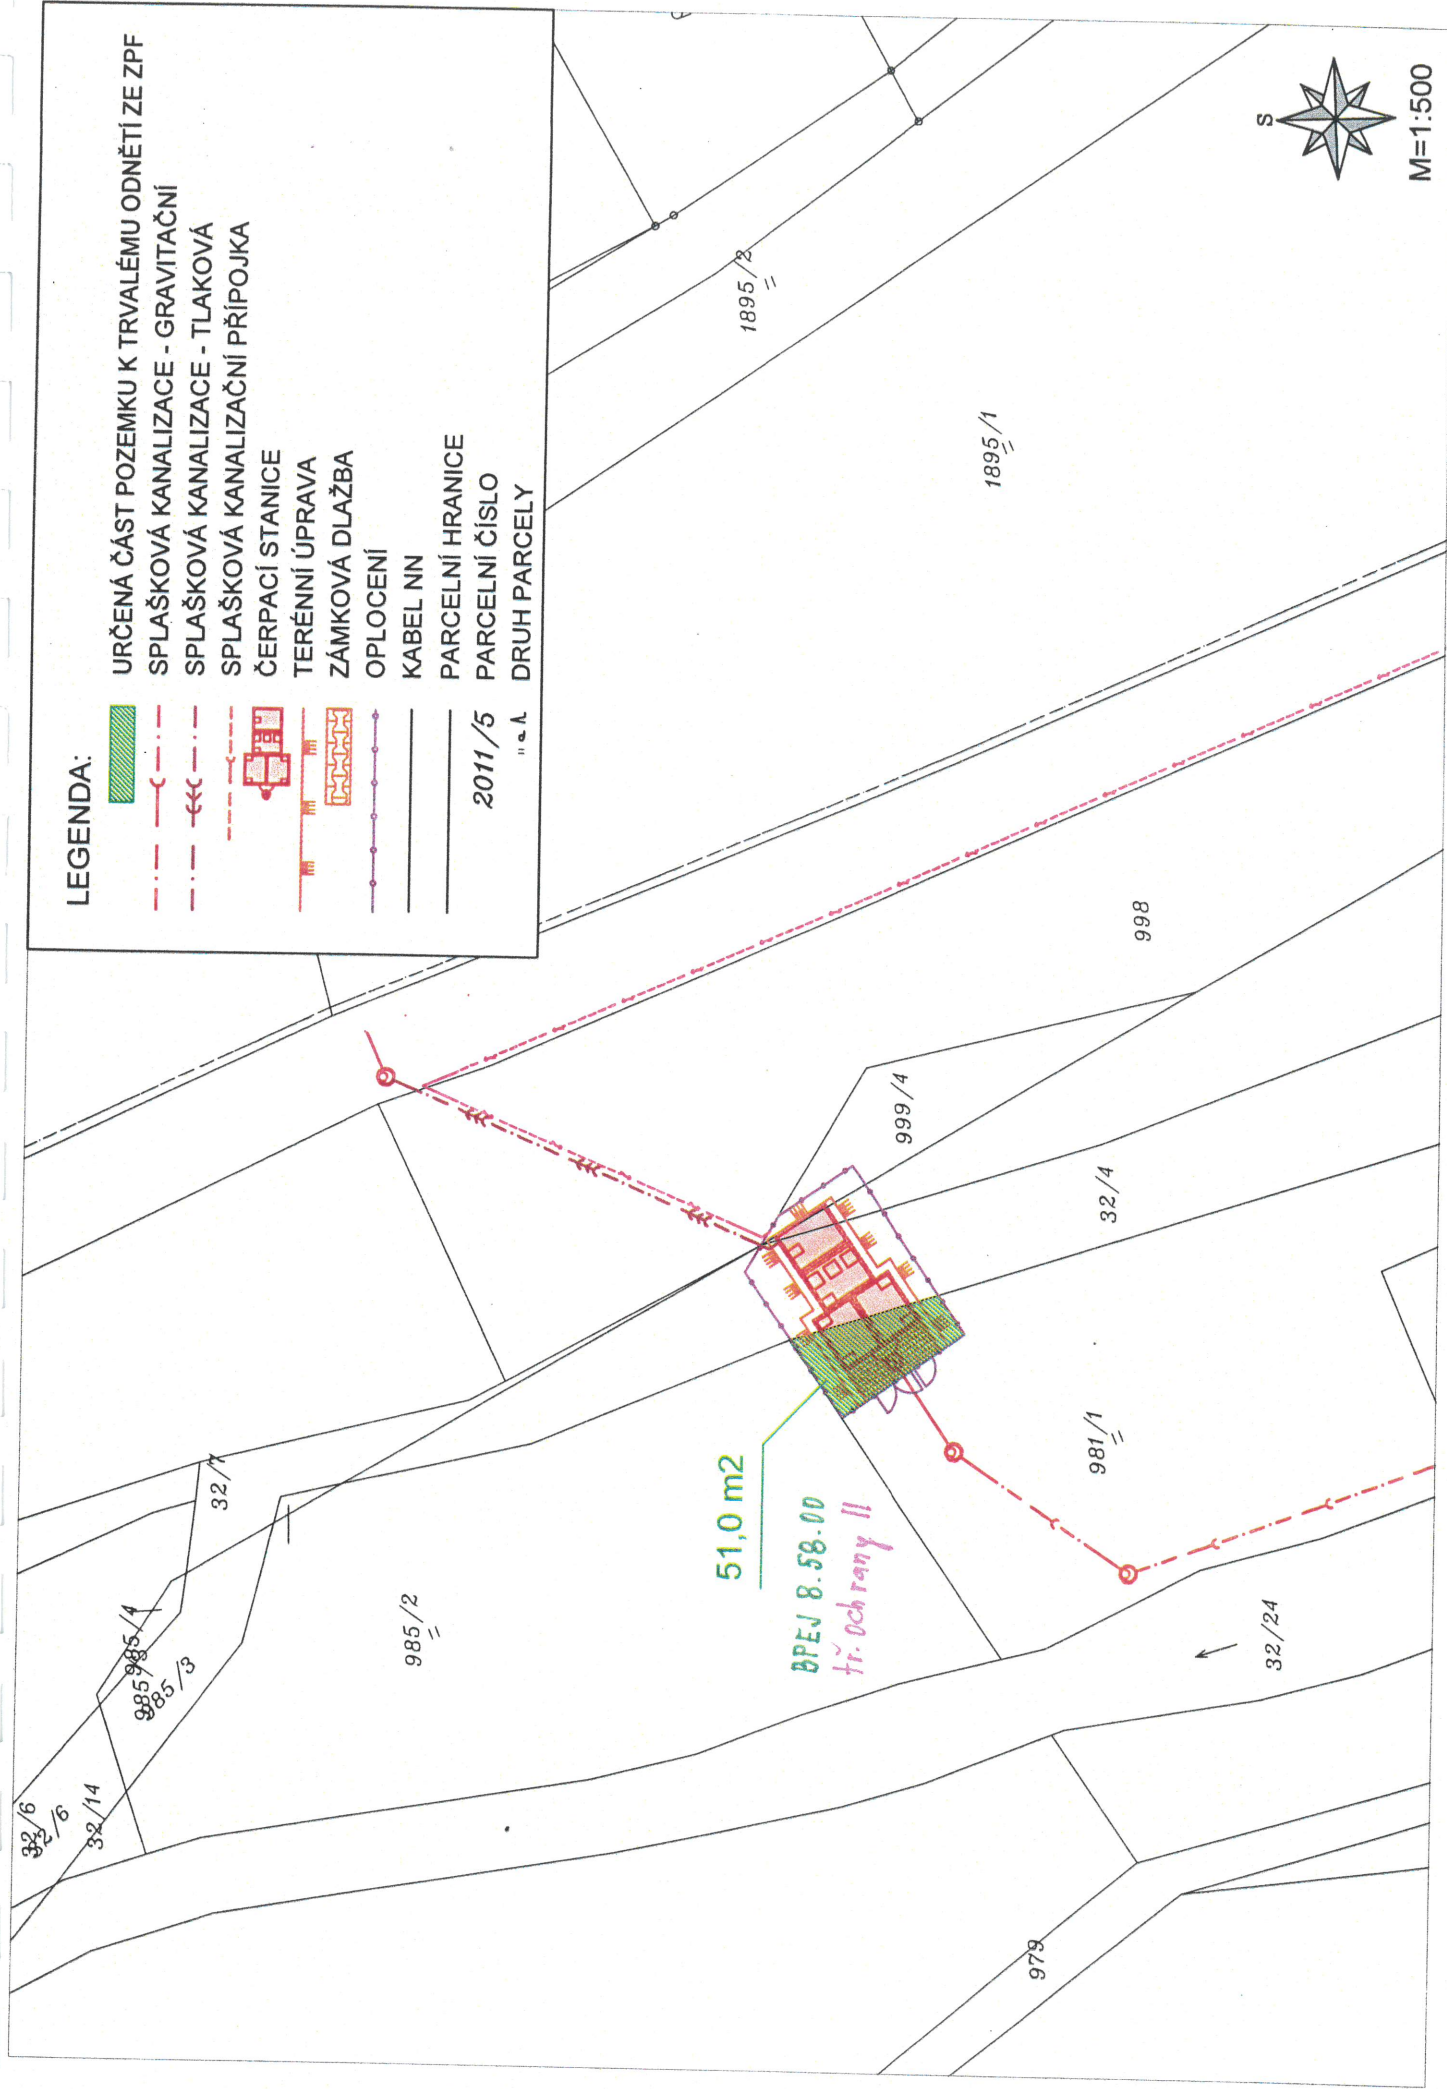 LEGENDA:
URČENÁ ČÁST POZEMKU K TRVALÉMU ODNĚTÍ ZE ZPF
SPLAŠKOVÁ KANALIZACE - GRAVITAČNÍ
SPLAŠKOVÁ KANALIZACE - TLAKOVÁ
SPLAŠKOVÁ KANALIZAČNÍ PŘÍPOJKA
ČERPACÍ STANICE
TERÉNNÍ ÚPRAVA
ZÁMKOVÁ DLAŽBA
OPLOCENÍ
KABEL NN
PARCELNÍ HRANICE
2011/5 PARCELNÍ ČÍSLO
DRUH PARCELY
32/6
32/6
32/14
985/4
985/3
32/7
985/2
51,0 m2
BPEJ 8.58.00
tř. ochrany II
999/4
998
32/4
981/1
32/24
979
1895/2
1895/1
S
M=1:500